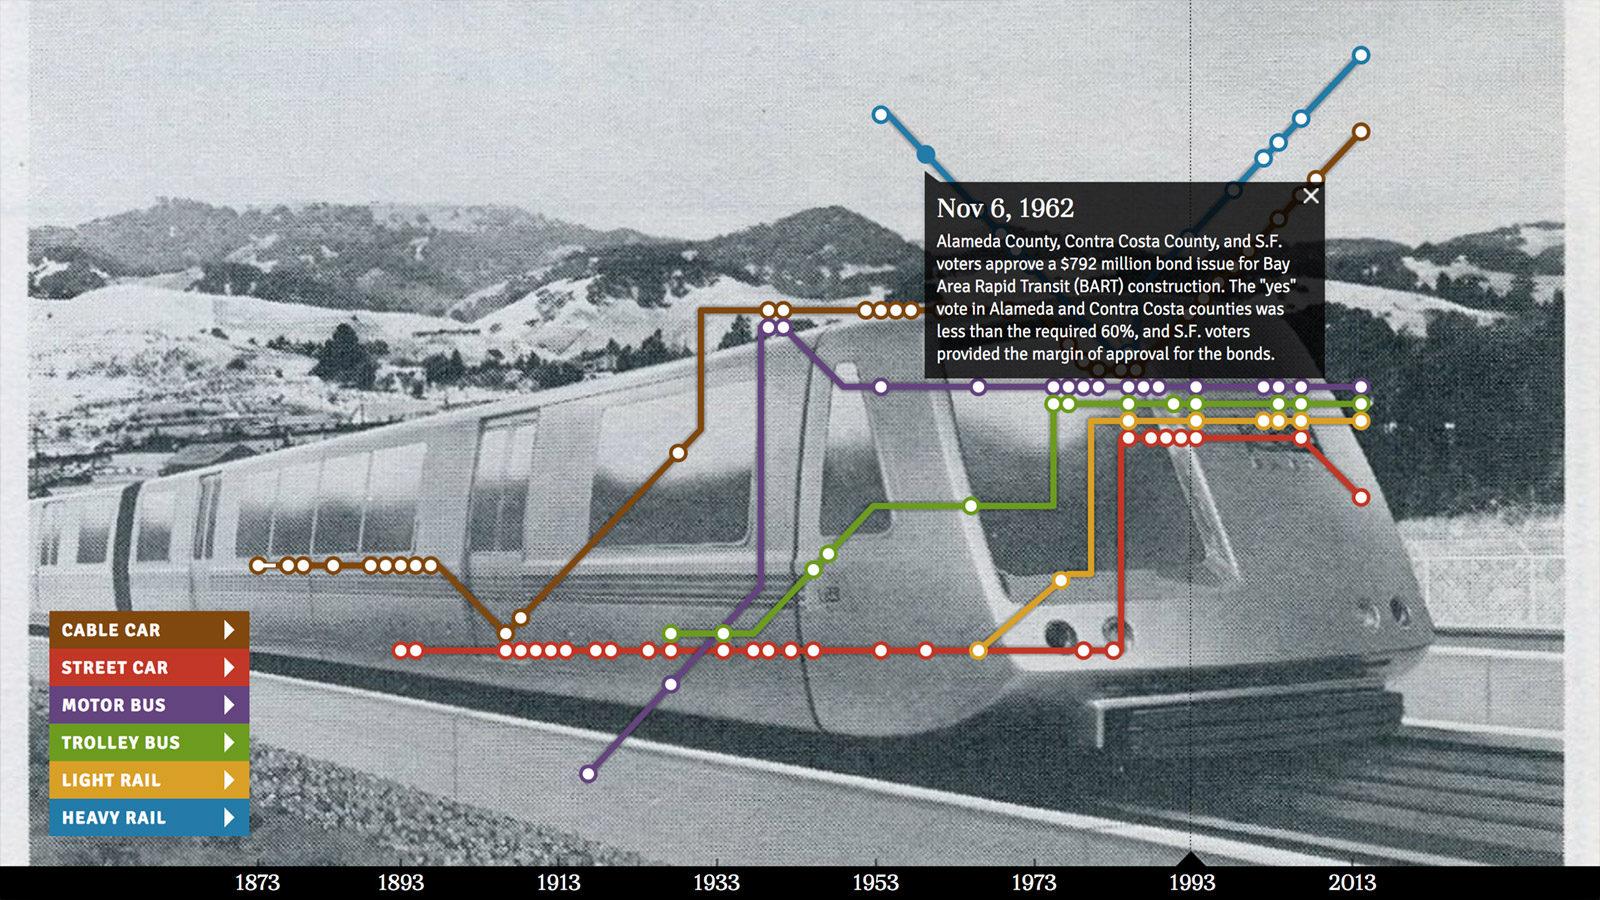 Nov 6, 1962
Alameda County, Contra Costa County, and S.F.
voters approve a $792 million bond issue for Bay
Area Rapid Transit (BART) construction. The "yes"
vote in Alameda and Contra Costa counties was
less than the required 60%, and S.F. voters
provided the margin of approval for the bonds.
CABLE CAR
STREET CAR
MOTOR BUS
TROLLEY BUS
LIGHT RAIL
HEAVY RAIL
1873 1893 1913 1933 1953 1973 1993 2013